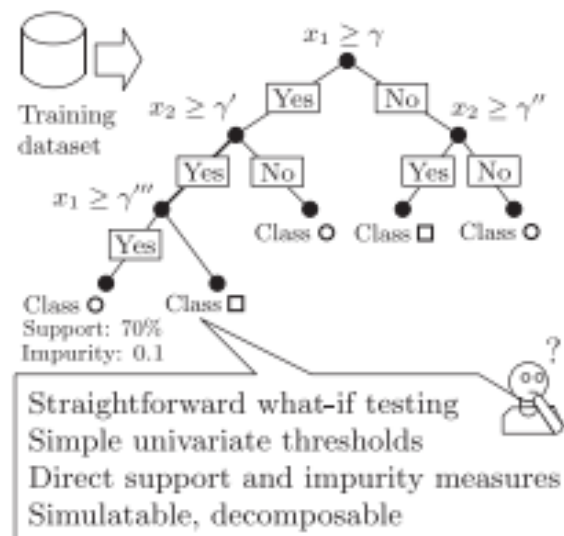 x₁ ≥ γ
Training
dataset
x₂ ≥ γ′
Yes
No
x₂ ≥ γ″
x₁ ≥ γ‴
Yes
No
Yes
No
Yes
Class
Class
Class
Class
Class
Support: 70%
Impurity: 0.1
?
Straightforward what-if testing
Simple univariate thresholds
Direct support and impurity measures
Simulatable, decomposable